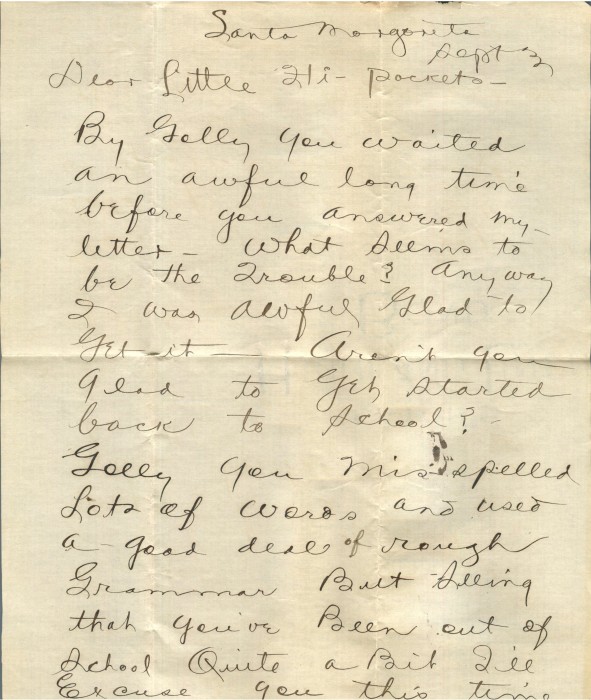 Santa Margarita
Sept 2
Dear Little Hi-Pockets-
By Golly you waited
an awful long time
before you answered my
letter- What seems to
be the Trouble? Anyway
I was awful Glad to
Get it- Aren't you
glad to Get started
back to School?
Golly you misspelled
Lots of words and used
a good deal of rough
Grammar But Seeing
that you've Been out of
School Quite a Bit I'll
Excuse you this time